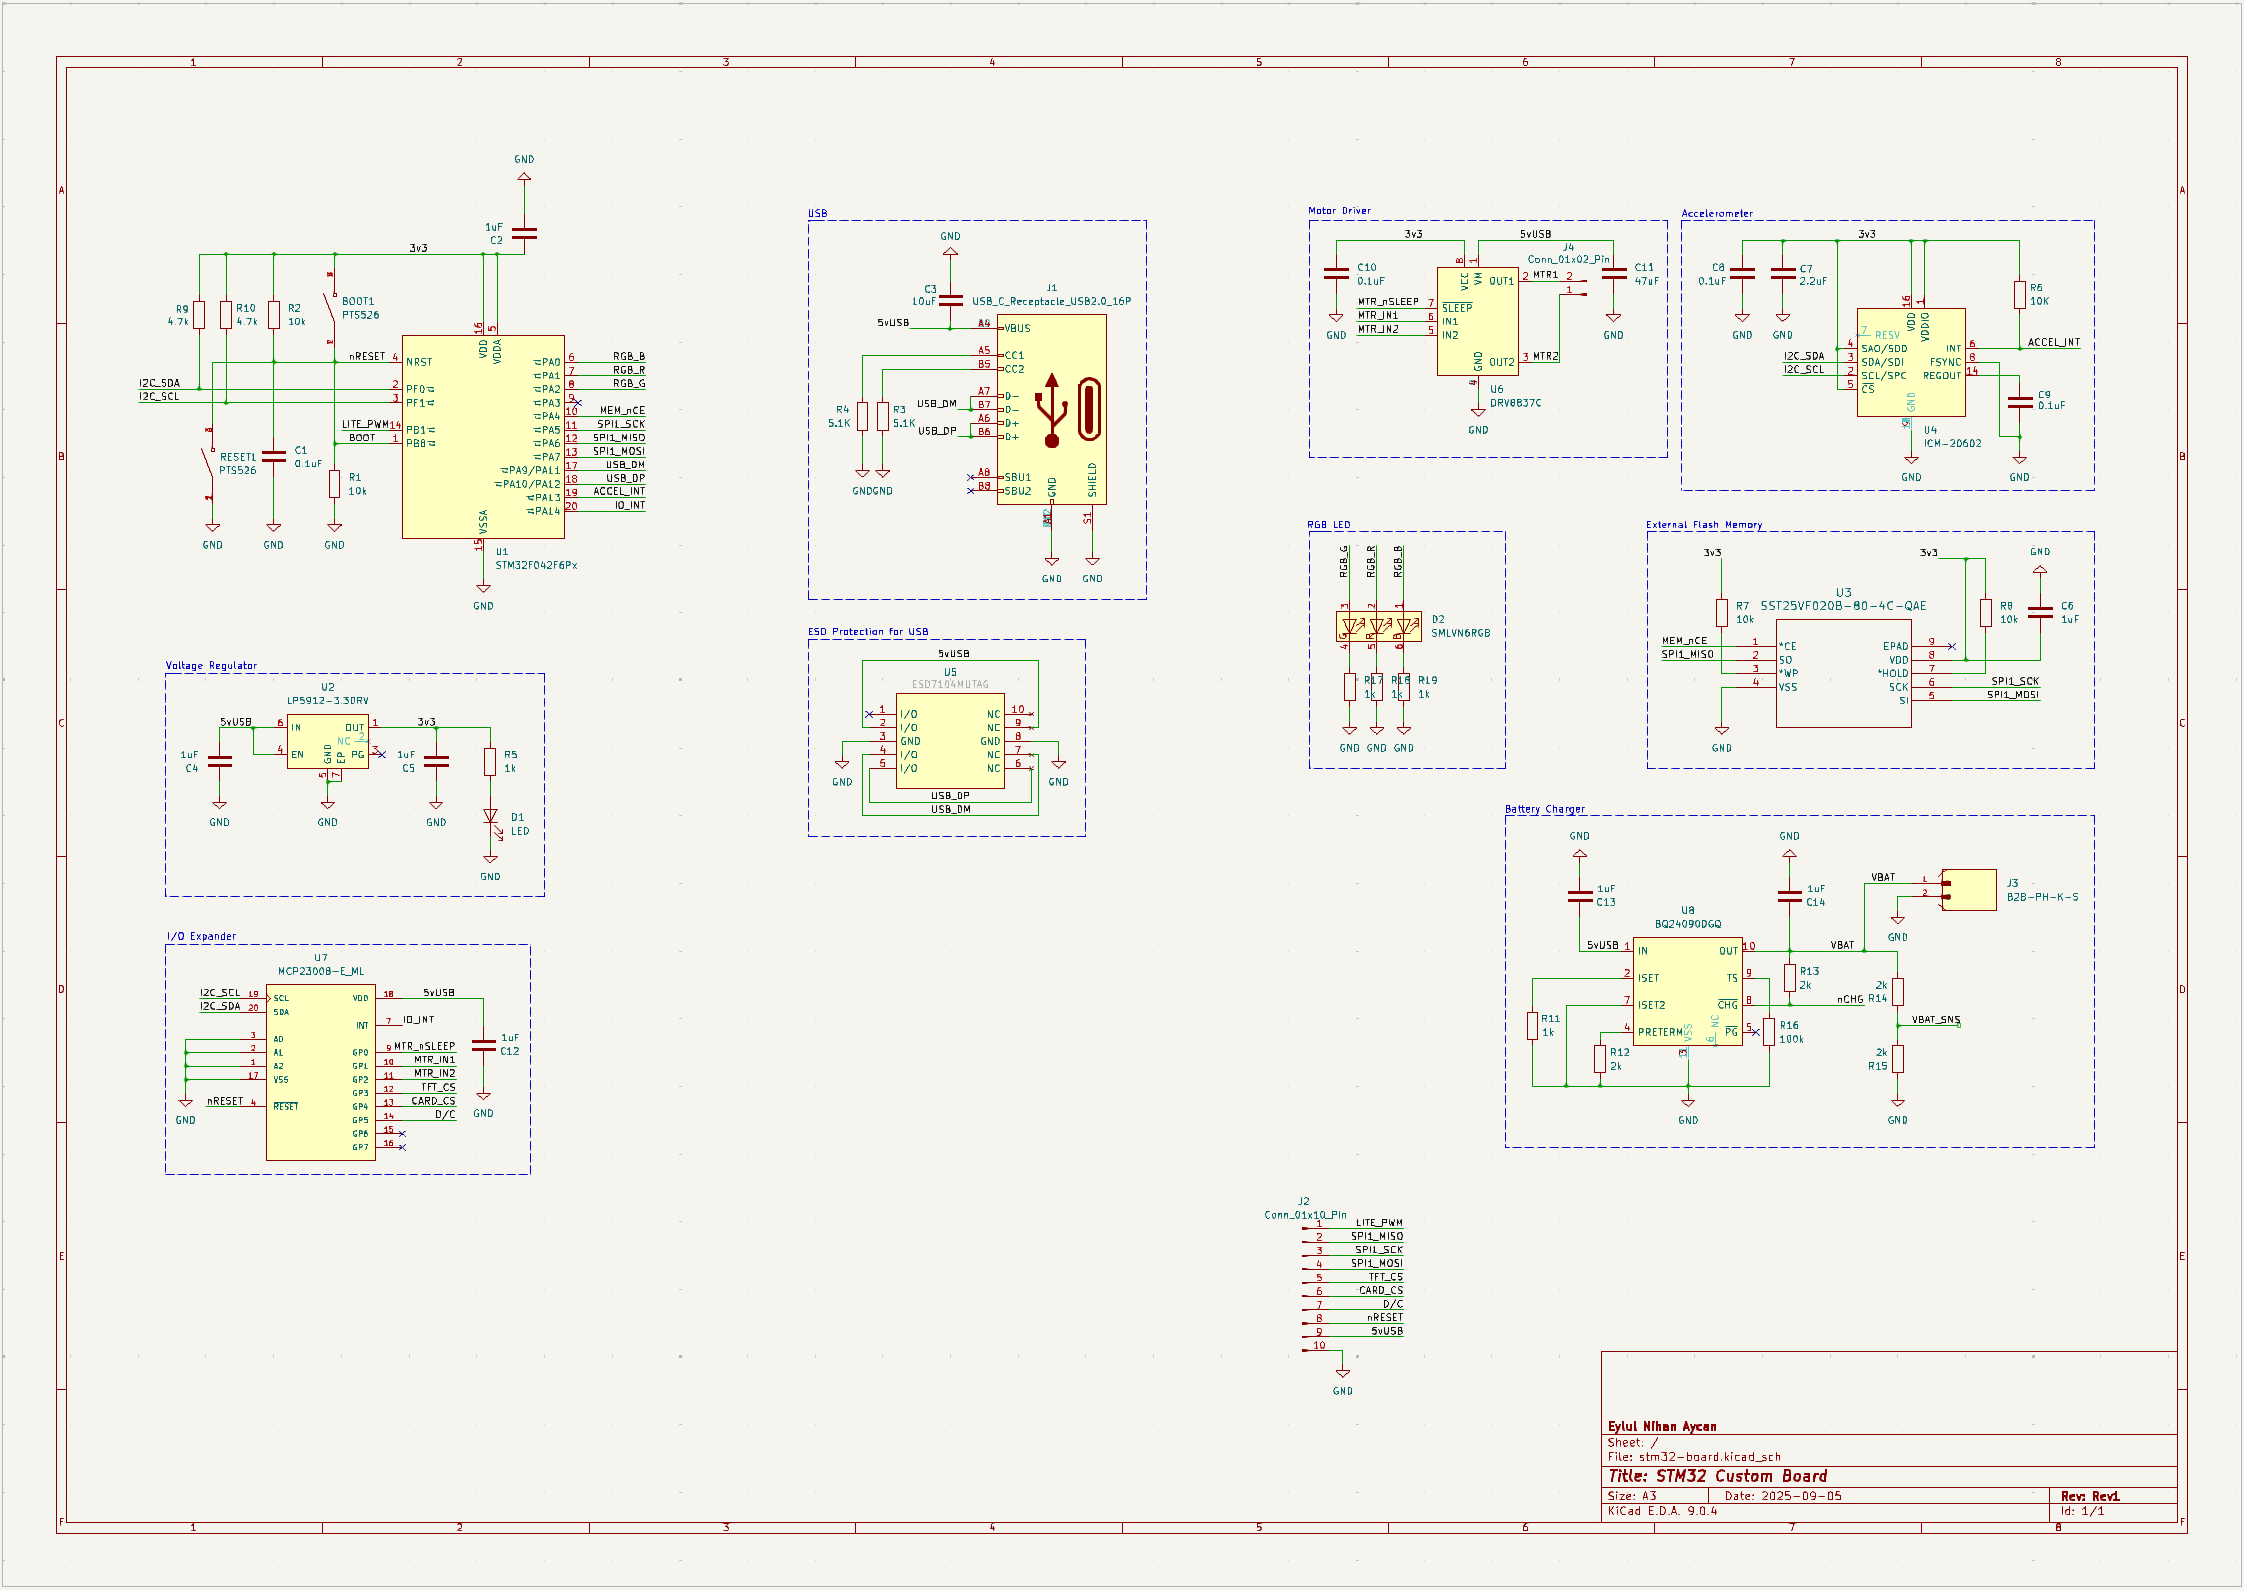 1 2 3 4 5 6 7 8
A
B
C
D
E
F
GND
1uF
C2
3v3
R9
4.7k
R10
4.7k
R2
10k
BOOT1
PTS526
16
VDD
5
VDDA
nRESET 4 NRST
I2C_SDA 2 PF0
I2C_SCL 3 PF1
LITE_PWM 14 PB1
BOOT 1 PB8
PA0 6 RGB_B
PA1 7 RGB_R
PA2 8 RGB_G
PA3 9
PA4 10 MEM_nCE
PA5 11 SPI1_SCK
PA6 12 SPI1_MISO
PA7 13 SPI1_MOSI
PA9/PA11 17 USB_DM
PA10/PA12 18 USB_DP
PA13 19 ACCEL_INT
PA14 20 IO_INT
VSSA
15
RESET1
PTS526
C1
0.1uF
R1
10k
GND
GND
GND
U1
STM32F042F6Px
GND
USB
GND
C3
10uF
J1
USB_C_Receptacle_USB2.0_16P
5vUSB A4 VBUS
A5 CC1
B5 CC2
A7 D-
USB_DM B7 D-
A6 D+
USB_DP B6 D+
A8 SBU1
B8 SBU2
GND
SHIELD
S1
R4
5.1K
R3
5.1K
GND
GND
GND
GND
ESD Protection for USB
5vUSB
U5
ESD7104MUTAG
1 I/O NC 10
2 I/O NC 9
3 GND GND 8
4 I/O NC 7
5 I/O NC 6
GND
GND
USB_DP
USB_DM
Motor Driver
3v3
5vUSB
J4
Conn_01x02_Pin
C10
0.1uF
C11
47uF
8
VCC
1
VM
OUT1 2 MTR1 2
1
MTR_nSLEEP 7 SLEEP
MTR_IN1 6 IN1
MTR_IN2 5 IN2
OUT2 3 MTR2
GND
4
GND
GND
U6
DRV8837C
GND
Accelerometer
3v3
C8
0.1uF
C7
2.2uF
R6
10K
GND
GND
16
VDD
1
VDDIO
7 RESV
4 SAO/SDO
I2C_SDA 3 SDA/SDI
I2C_SCL 2 SCL/SPC
5 CS
INT 6 ACCEL_INT
FSYNC 8
REGOUT 14
GND
C9
0.1uF
U4
ICM-20602
GND
GND
RGB LED
RGB_G
RGB_R
RGB_B
3 2 1
G R B
4 5 6
D2
SMLVN6RGB
R17
1k
R18
1k
R19
1k
GND
GND
GND
External Flash Memory
3v3
3v3
GND
R7
10k
U3
SST25VF020B-80-4C-QAE
R8
10k
C6
1uF
MEM_nCE 1 *CE
SPI1_MISO 2 SO
3 *WP
4 VSS
EPAD 9
VDD 8
*HOLD 7
SCK 6 SPI1_SCK
SI 5 SPI1_MOSI
GND
Voltage Regulator
U2
LP5912-3.3DRV
5vUSB 6 IN
4 EN
OUT 1 3v3
NC 2
PG 3
GND
5
EP
7
1uF
C4
1uF
C5
R5
1k
D1
LED
GND
GND
GND
GND
I/O Expander
U7
MCP23008-E_ML
I2C_SCL 19 SCL
I2C_SDA 20 SDA
3 A0
2 A1
1 A2
17 VSS
nRESET 4 RESET
GND
VDD 18 5vUSB
INT 7 IO_INT
GP0 9 MTR_nSLEEP
GP1 10 MTR_IN1
GP2 11 MTR_IN2
GP3 12 TFT_CS
GP4 13 CARD_CS
GP5 14 D/C
GP6 15
GP7 16
1uF
C12
GND
Battery Charger
GND
GND
1uF
C13
1uF
C14
U8
BQ24090DGQ
VBAT 1
2
J3
B2B-PH-K-S
GND
5vUSB 1 IN
2 ISET
7 ISET2
4 PRETERM
OUT 10 VBAT
TS 9
CHG 8 nCHG
PG 5
VSS
NC
6
R11
1k
R12
2k
R13
2k
R16
100k
2k
R14
VBAT_SNS
2k
R15
GND
GND
J2
Conn_01x10_Pin
1 LITE_PWM
2 SPI1_MISO
3 SPI1_SCK
4 SPI1_MOSI
5 TFT_CS
6 CARD_CS
7 D/C
8 nRESET
9 5vUSB
10
GND
Eylul Nihan Aycan
Sheet: /
File: stm32-board.kicad_sch
Title: STM32 Custom Board
Size: A3 Date: 2025-09-05 Rev: Rev1
KiCad E.D.A. 9.0.4 Id: 1/1
1 2 3 4 5 6 7 8